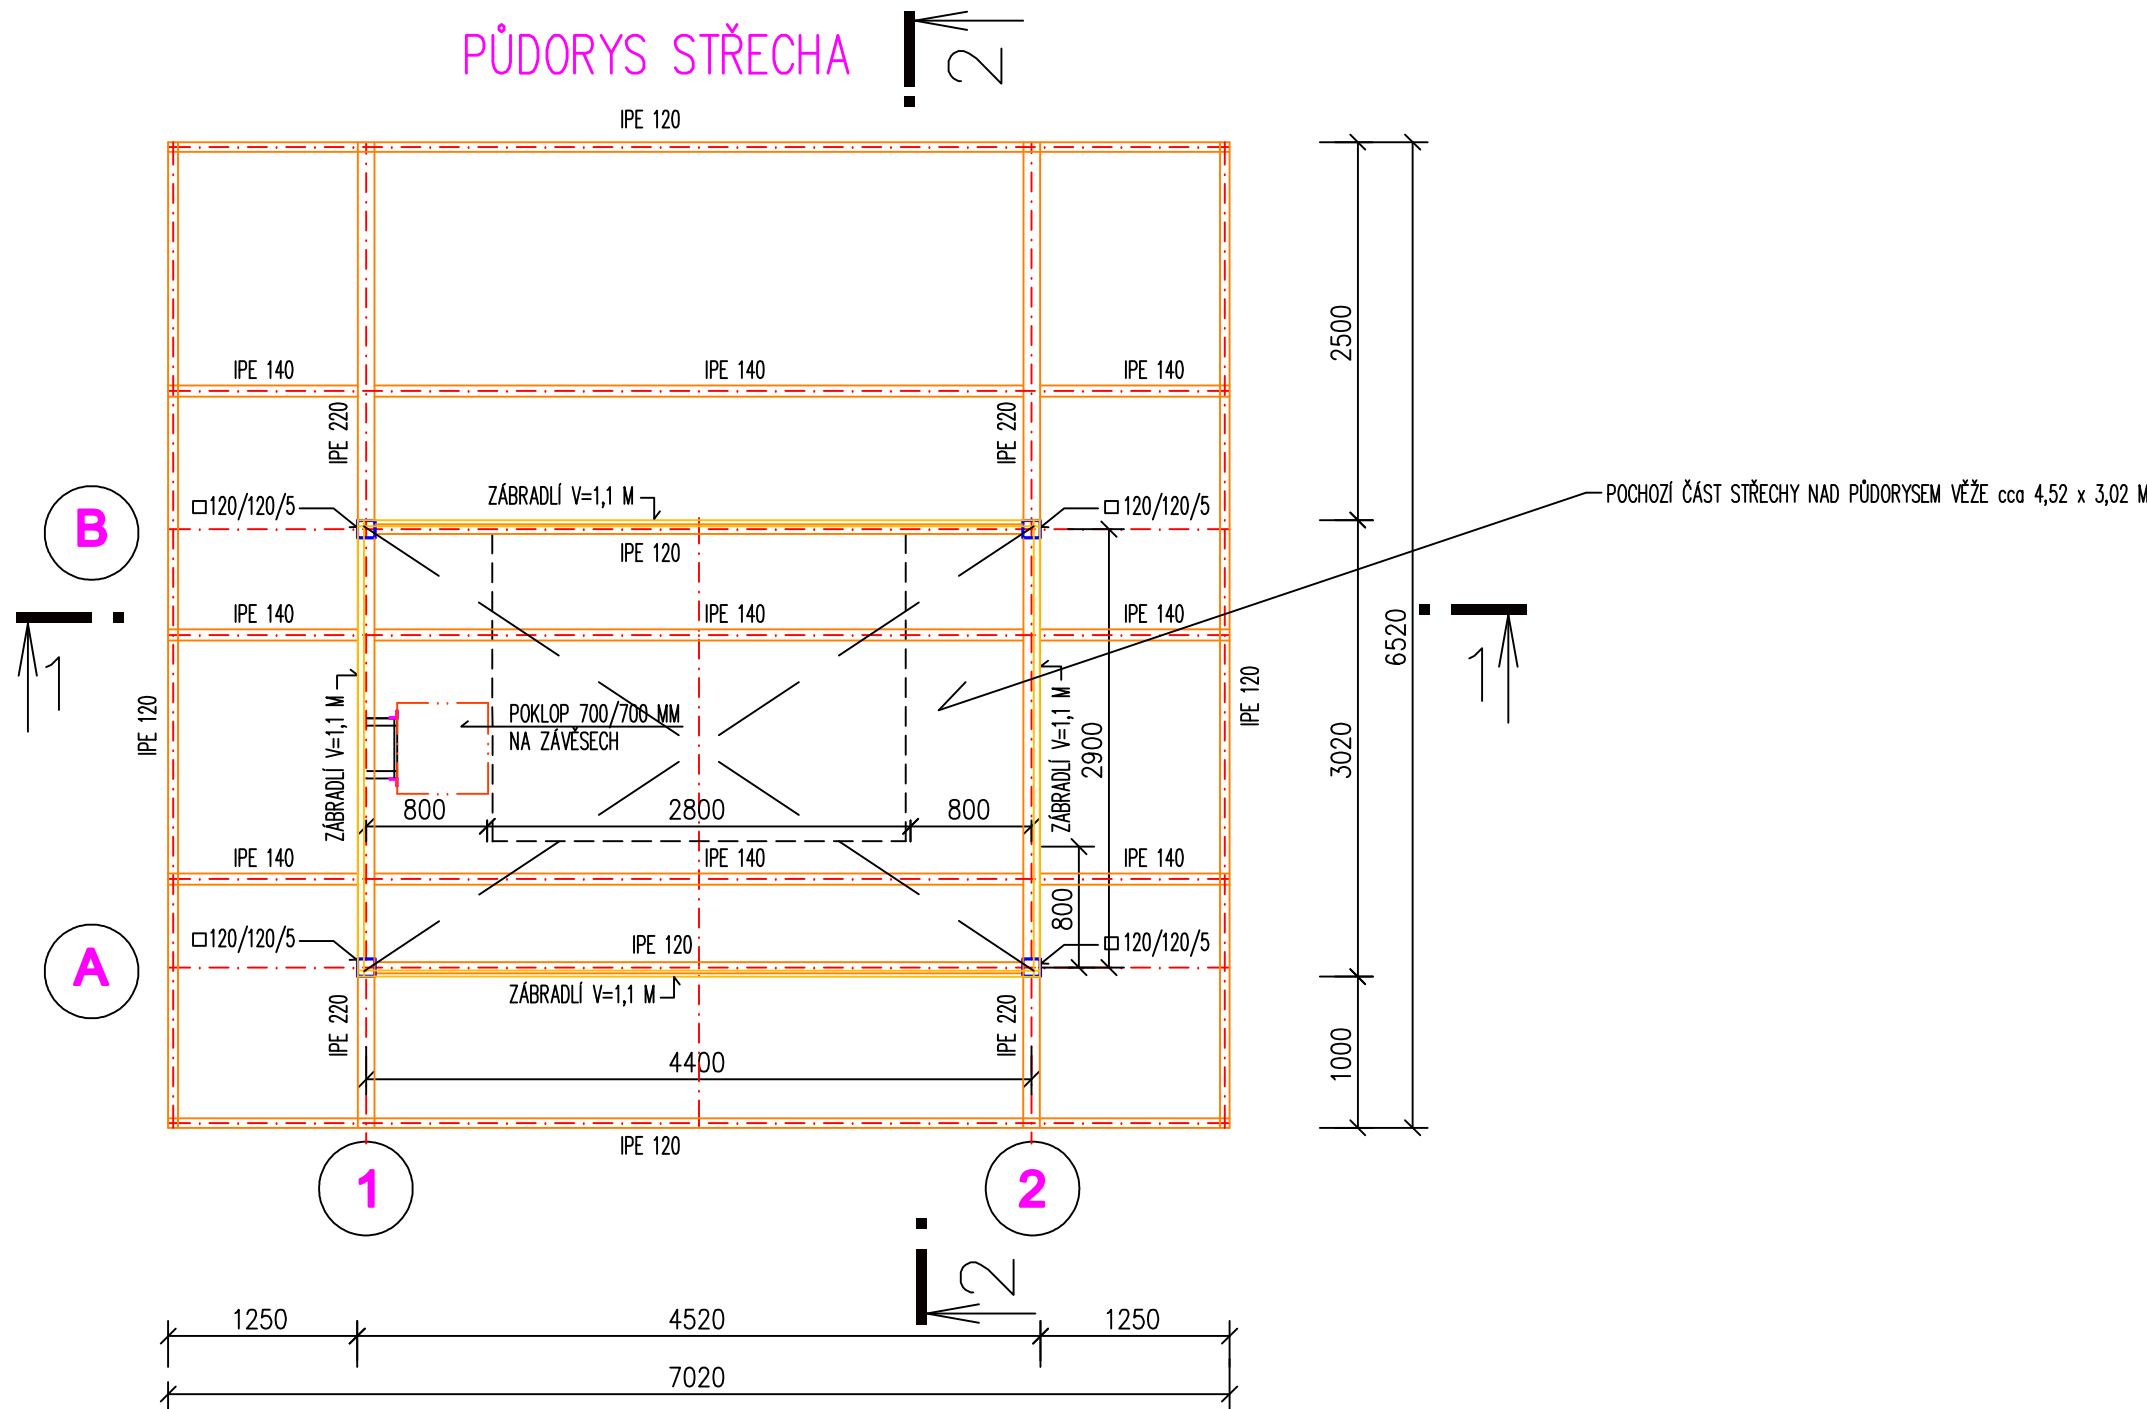 PŮDORYS STŘECHA
2
IPE 120
2500
6520
IPE 140
IPE 140
IPE 140
IPE 220
IPE 220
ZÁBRADLÍ V=1,1 M
POCHOZÍ ČÁST STŘECHY NAD PŮDORYSEM VĚŽE cca 4,52 x 3,02 M
□120/120/5
□120/120/5
B
IPE 120
IPE 140
IPE 140
IPE 140
1
1
IPE 120
ZÁBRADLÍ V=1,1 M
POKLOP 700/700 MM
NA ZÁVĚSECH
ZÁBRADLÍ V=1,1 M
2900
IPE 120
3020
800
2800
800
IPE 140
IPE 140
IPE 140
800
□120/120/5
IPE 120
□120/120/5
A
ZÁBRADLÍ V=1,1 M
IPE 220
IPE 220
1000
4400
IPE 120
1
2
2
1250
4520
1250
7020